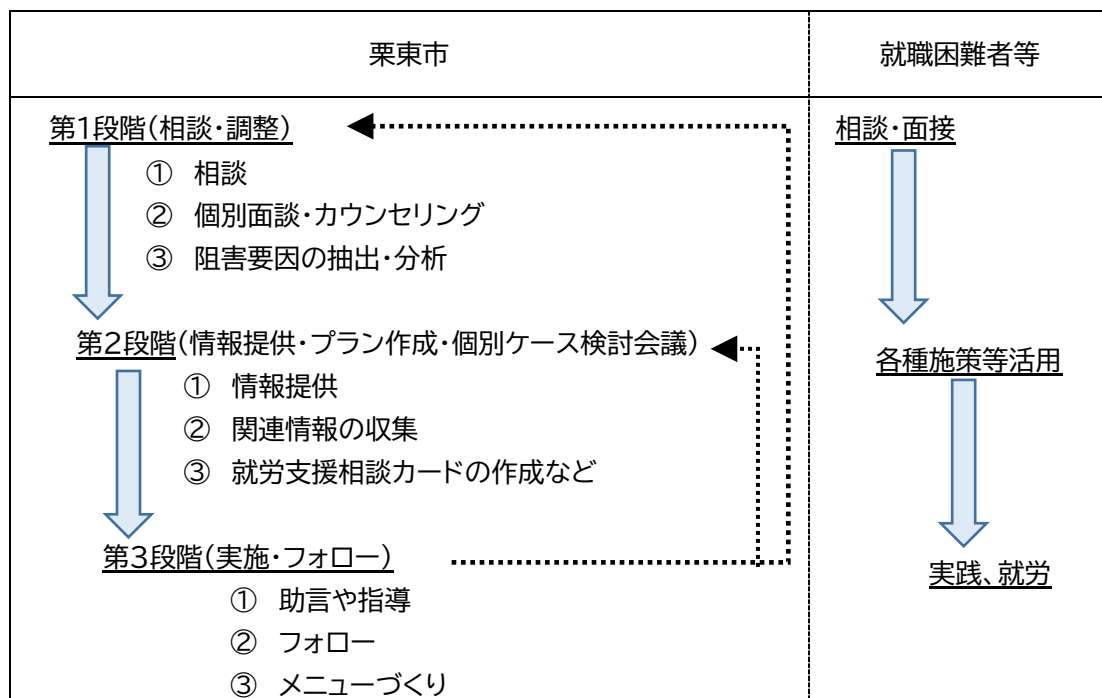 栗東市
就職困難者等
第1段階(相談・調整)
① 相談
② 個別面談・カウンセリング
③ 阻害要因の抽出・分析
第2段階(情報提供・プラン作成・個別ケース検討会議)
① 情報提供
② 関連情報の収集
③ 就労支援相談カードの作成など
第3段階(実施・フォロー)
① 助言や指導
② フォロー
③ メニューづくり
相談・面接
各種施策等活用
実践、就労